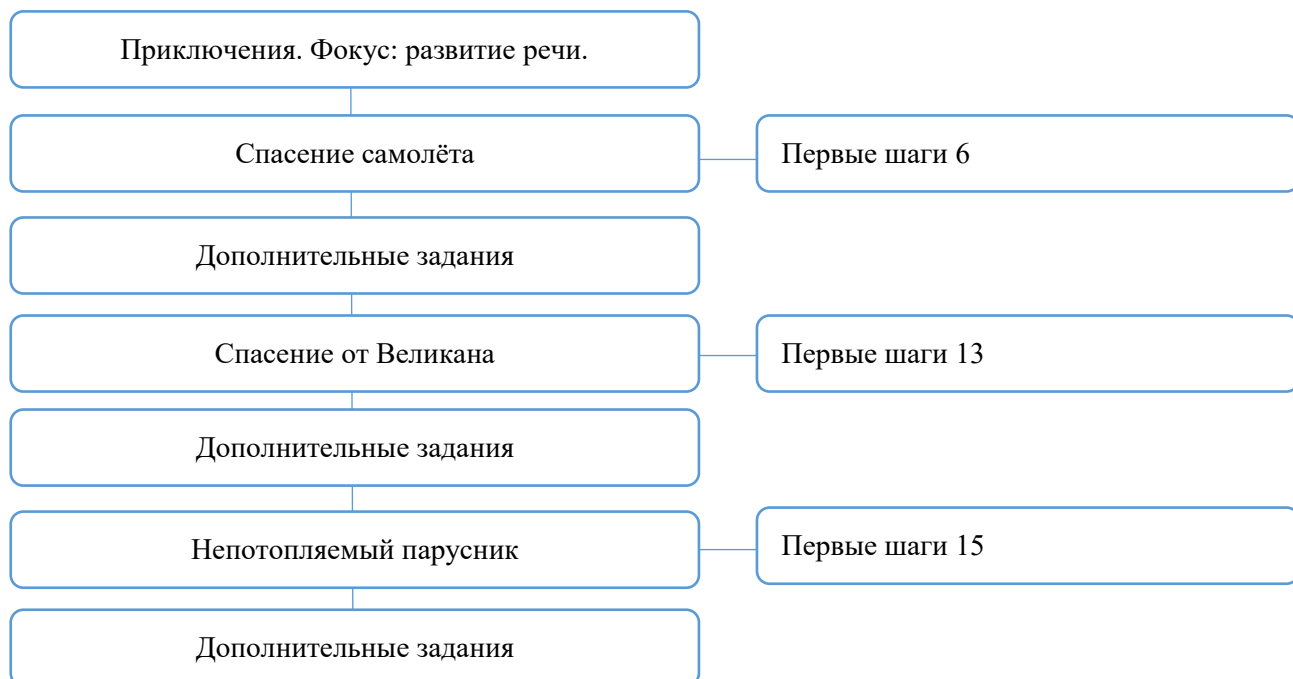 Приключения. Фокус: развитие речи.
Спасение самолёта
Первые шаги 6
Дополнительные задания
Спасение от Великана
Первые шаги 13
Дополнительные задания
Непотопляемый парусник
Первые шаги 15
Дополнительные задания